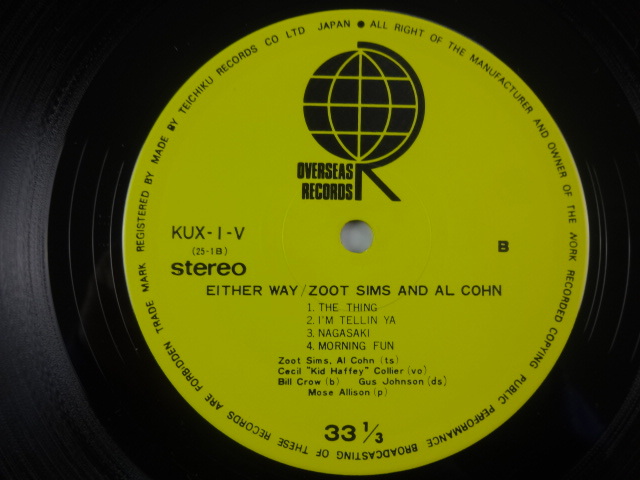 TRADE MARK REGISTERED BY MADE BY TEICHIKU RECORDS CO LTD JAPAN ● ALL RIGHT OF THE MANUFACTURER AND OWNER OF THE WORK RECORDED COPYING PUBLIC PERFORMANCE BROADCASTING OF THESE RECORDS ARE FORBIDDEN
OVERSEAS
RECORDS
KUX-1-V
(25-1B)
B
stereo
EITHER WAY/ZOOT SIMS AND AL COHN
1. THE THING
2. I'M TELLIN YA
3. NAGASAKI
4. MORNING FUN
Zoot Sims, Al Cohn (ts)
Cecil "Kid Haffey" Collier (vo)
Bill Crow (b) Gus Johnson (ds)
Mose Allison (p)
33 1/3